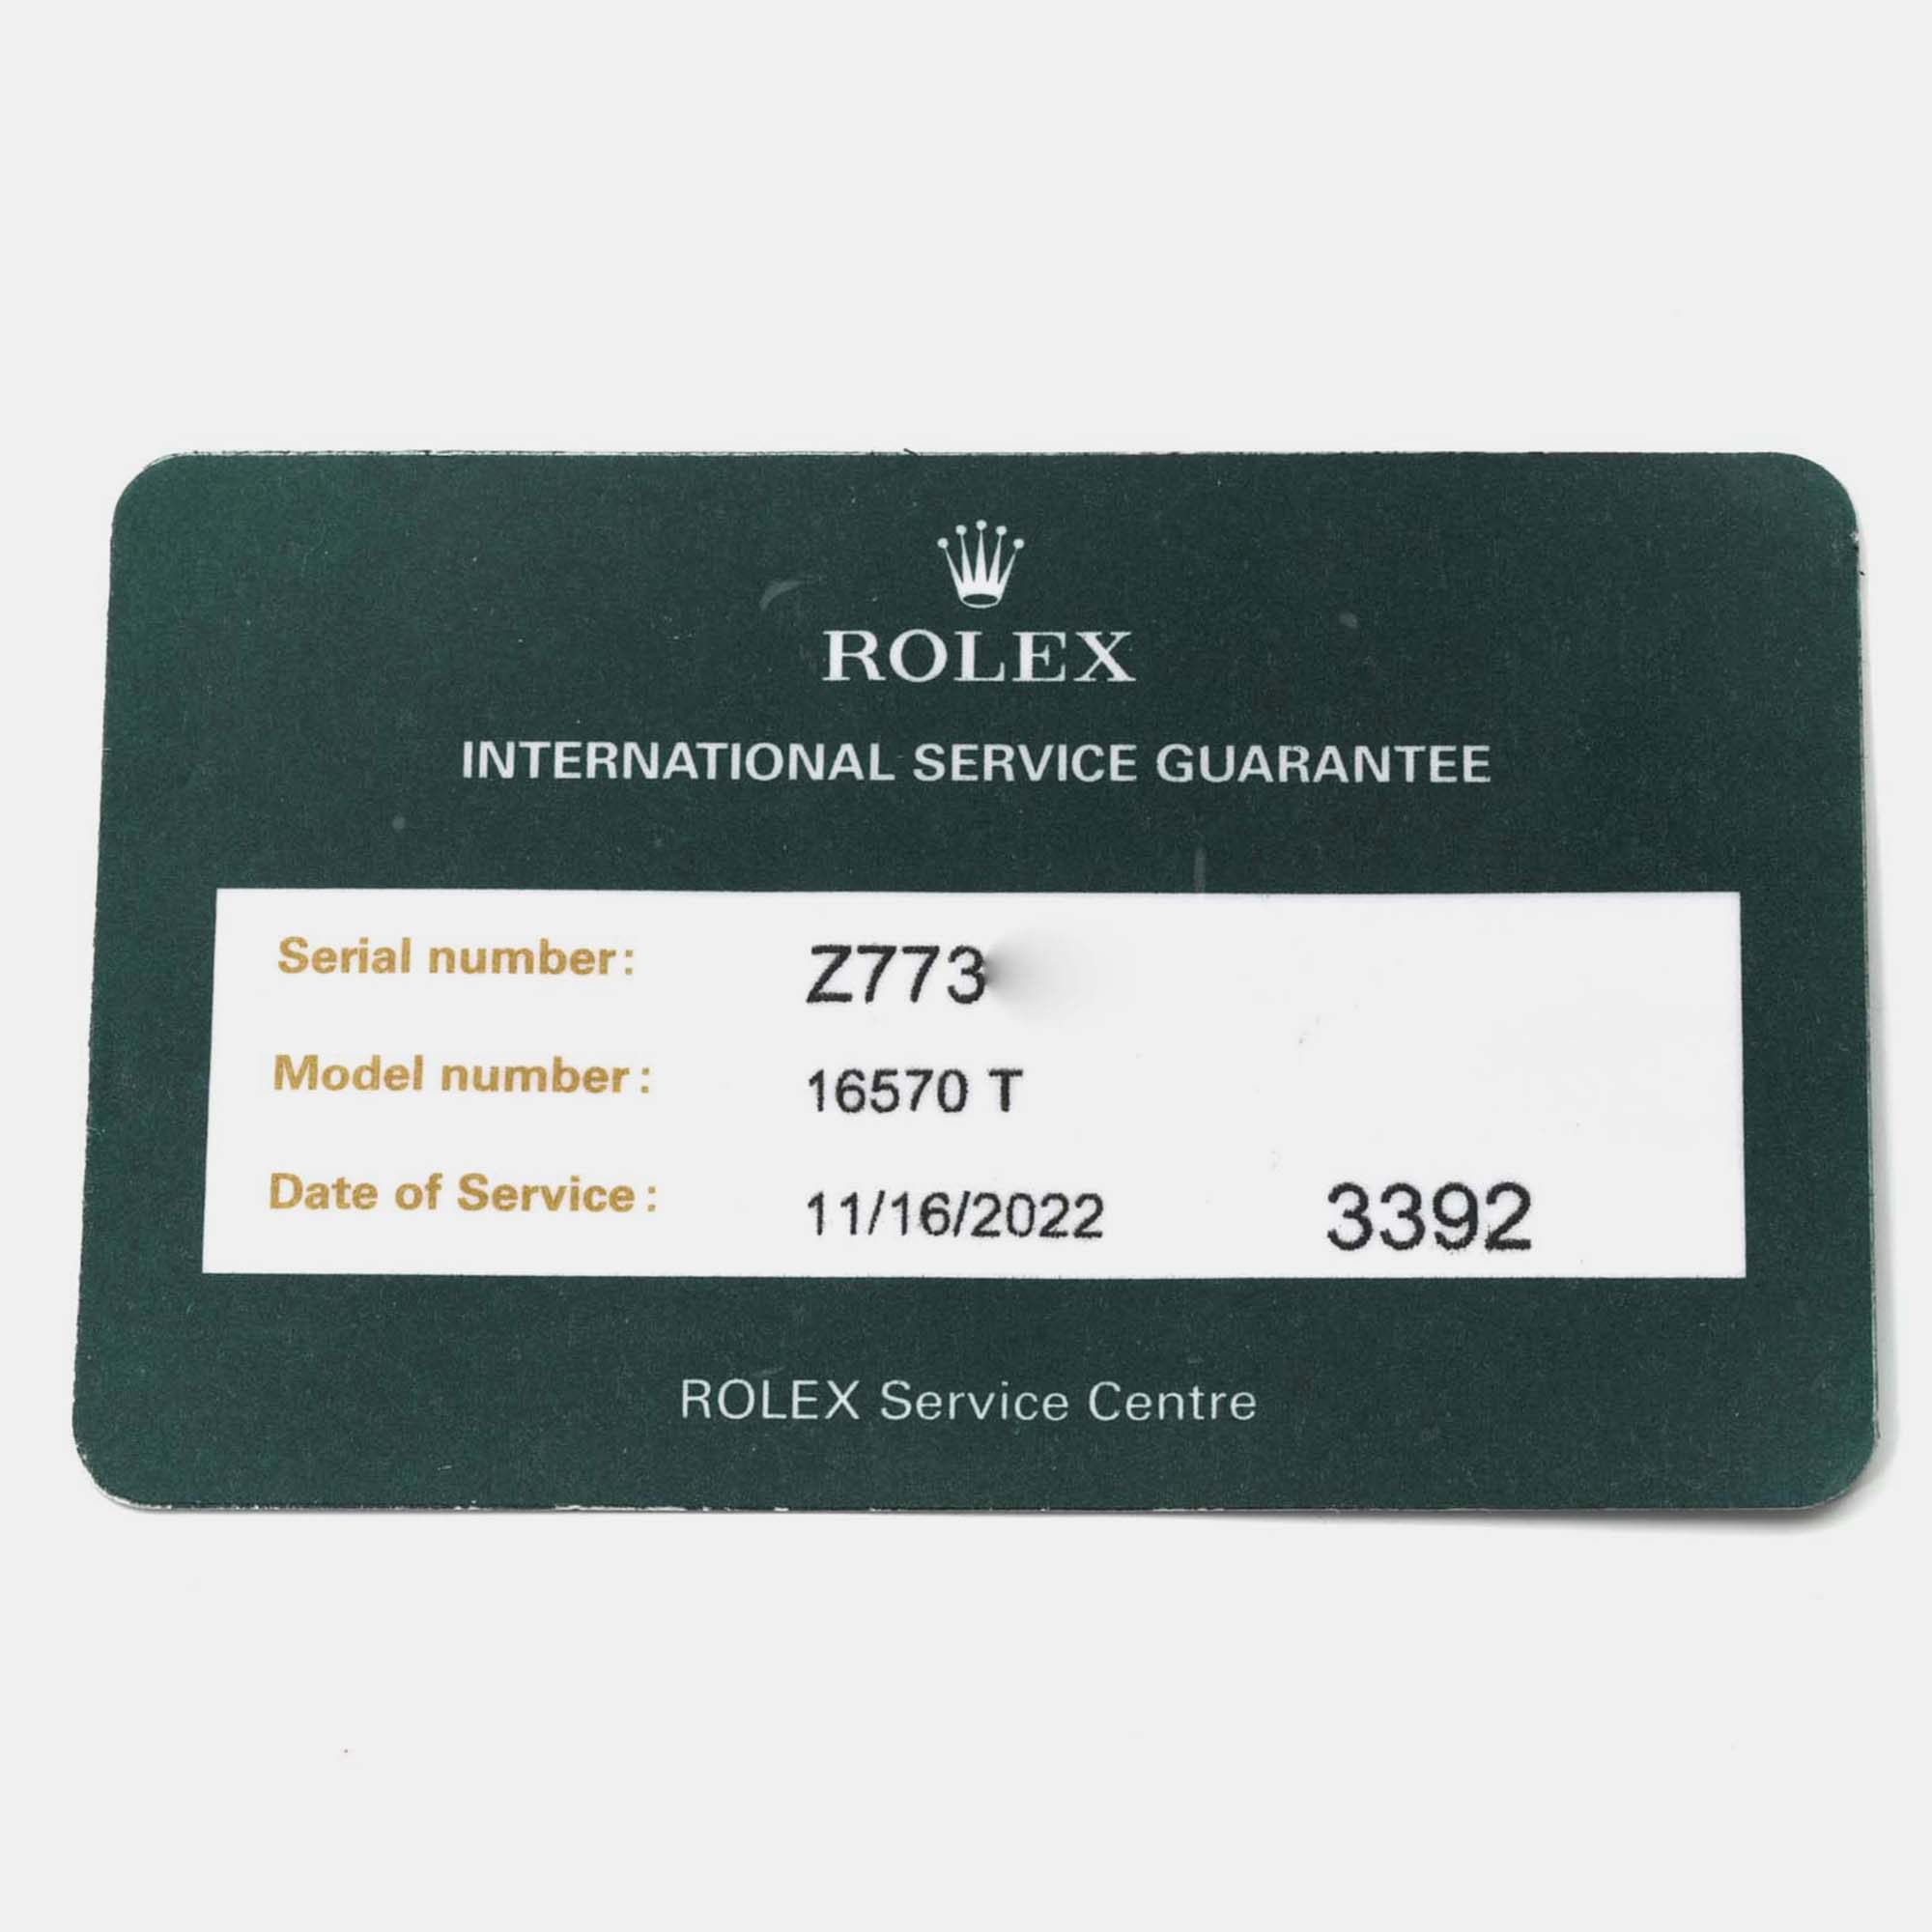 ROLEX
INTERNATIONAL SERVICE GUARANTEE
Serial number: Z773
Model number: 16570 T
Date of Service: 11/16/2022 3392
ROLEX Service Centre